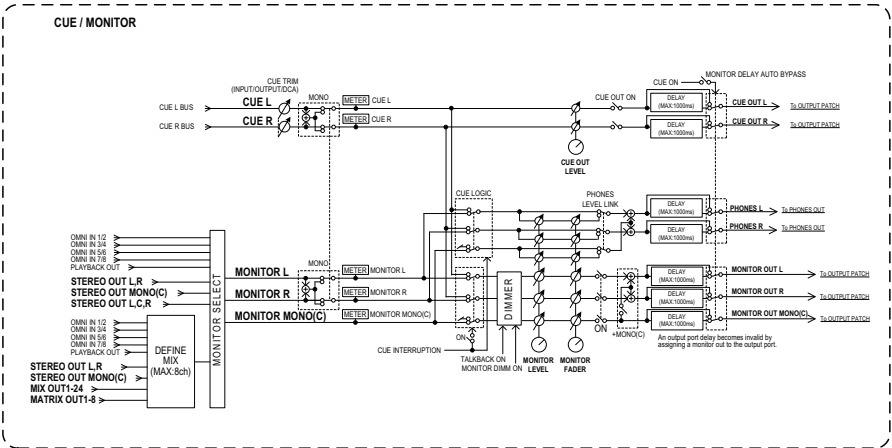 CUE / MONITOR
CUE TRIM
(INPUT/OUTPUT/DCA)
MONO
CUE L BUS
CUE L
METER CUE L
CUE R BUS
CUE R
METER CUE R
CUE OUT ON
CUE ON
MONITOR DELAY AUTO BYPASS
DELAY
(MAX:1000ms)
CUE OUT L
To OUTPUT PATCH
DELAY
(MAX:1000ms)
CUE OUT R
To OUTPUT PATCH
CUE OUT
LEVEL
CUE LOGIC
PHONES
LEVEL LINK
DELAY
(MAX:1000ms)
PHONES L
To PHONES OUT
DELAY
(MAX:1000ms)
PHONES R
To PHONES OUT
OMNI IN 1/2
OMNI IN 3/4
OMNI IN 5/6
OMNI IN 7/8
PLAYBACK OUT
STEREO OUT L,R
STEREO OUT MONO(C)
STEREO OUT L,C,R
MONITOR SELECT
MONO
MONITOR L
METER MONITOR L
MONITOR R
METER MONITOR R
MONITOR MONO(C)
METER MONITOR MONO(C)
DIMMER
DELAY
(MAX:1000ms)
MONITOR OUT L
To OUTPUT PATCH
DELAY
(MAX:1000ms)
MONITOR OUT R
To OUTPUT PATCH
DELAY
(MAX:1000ms)
MONITOR OUT MONO(C)
To OUTPUT PATCH
OMNI IN 1/2
OMNI IN 3/4
OMNI IN 5/6
OMNI IN 7/8
PLAYBACK OUT
STEREO OUT L,R
STEREO OUT MONO(C)
MIX OUT1-24
MATRIX OUT1-8
DEFINE
MIX
(MAX:8ch)
ON
CUE INTERRUPTION
TALKBACK ON
MONITOR DIMM ON
MONITOR
LEVEL
MONITOR
FADER
ON
+MONO(C)
An output port delay becomes invalid by
assigning a monitor out to the output port.